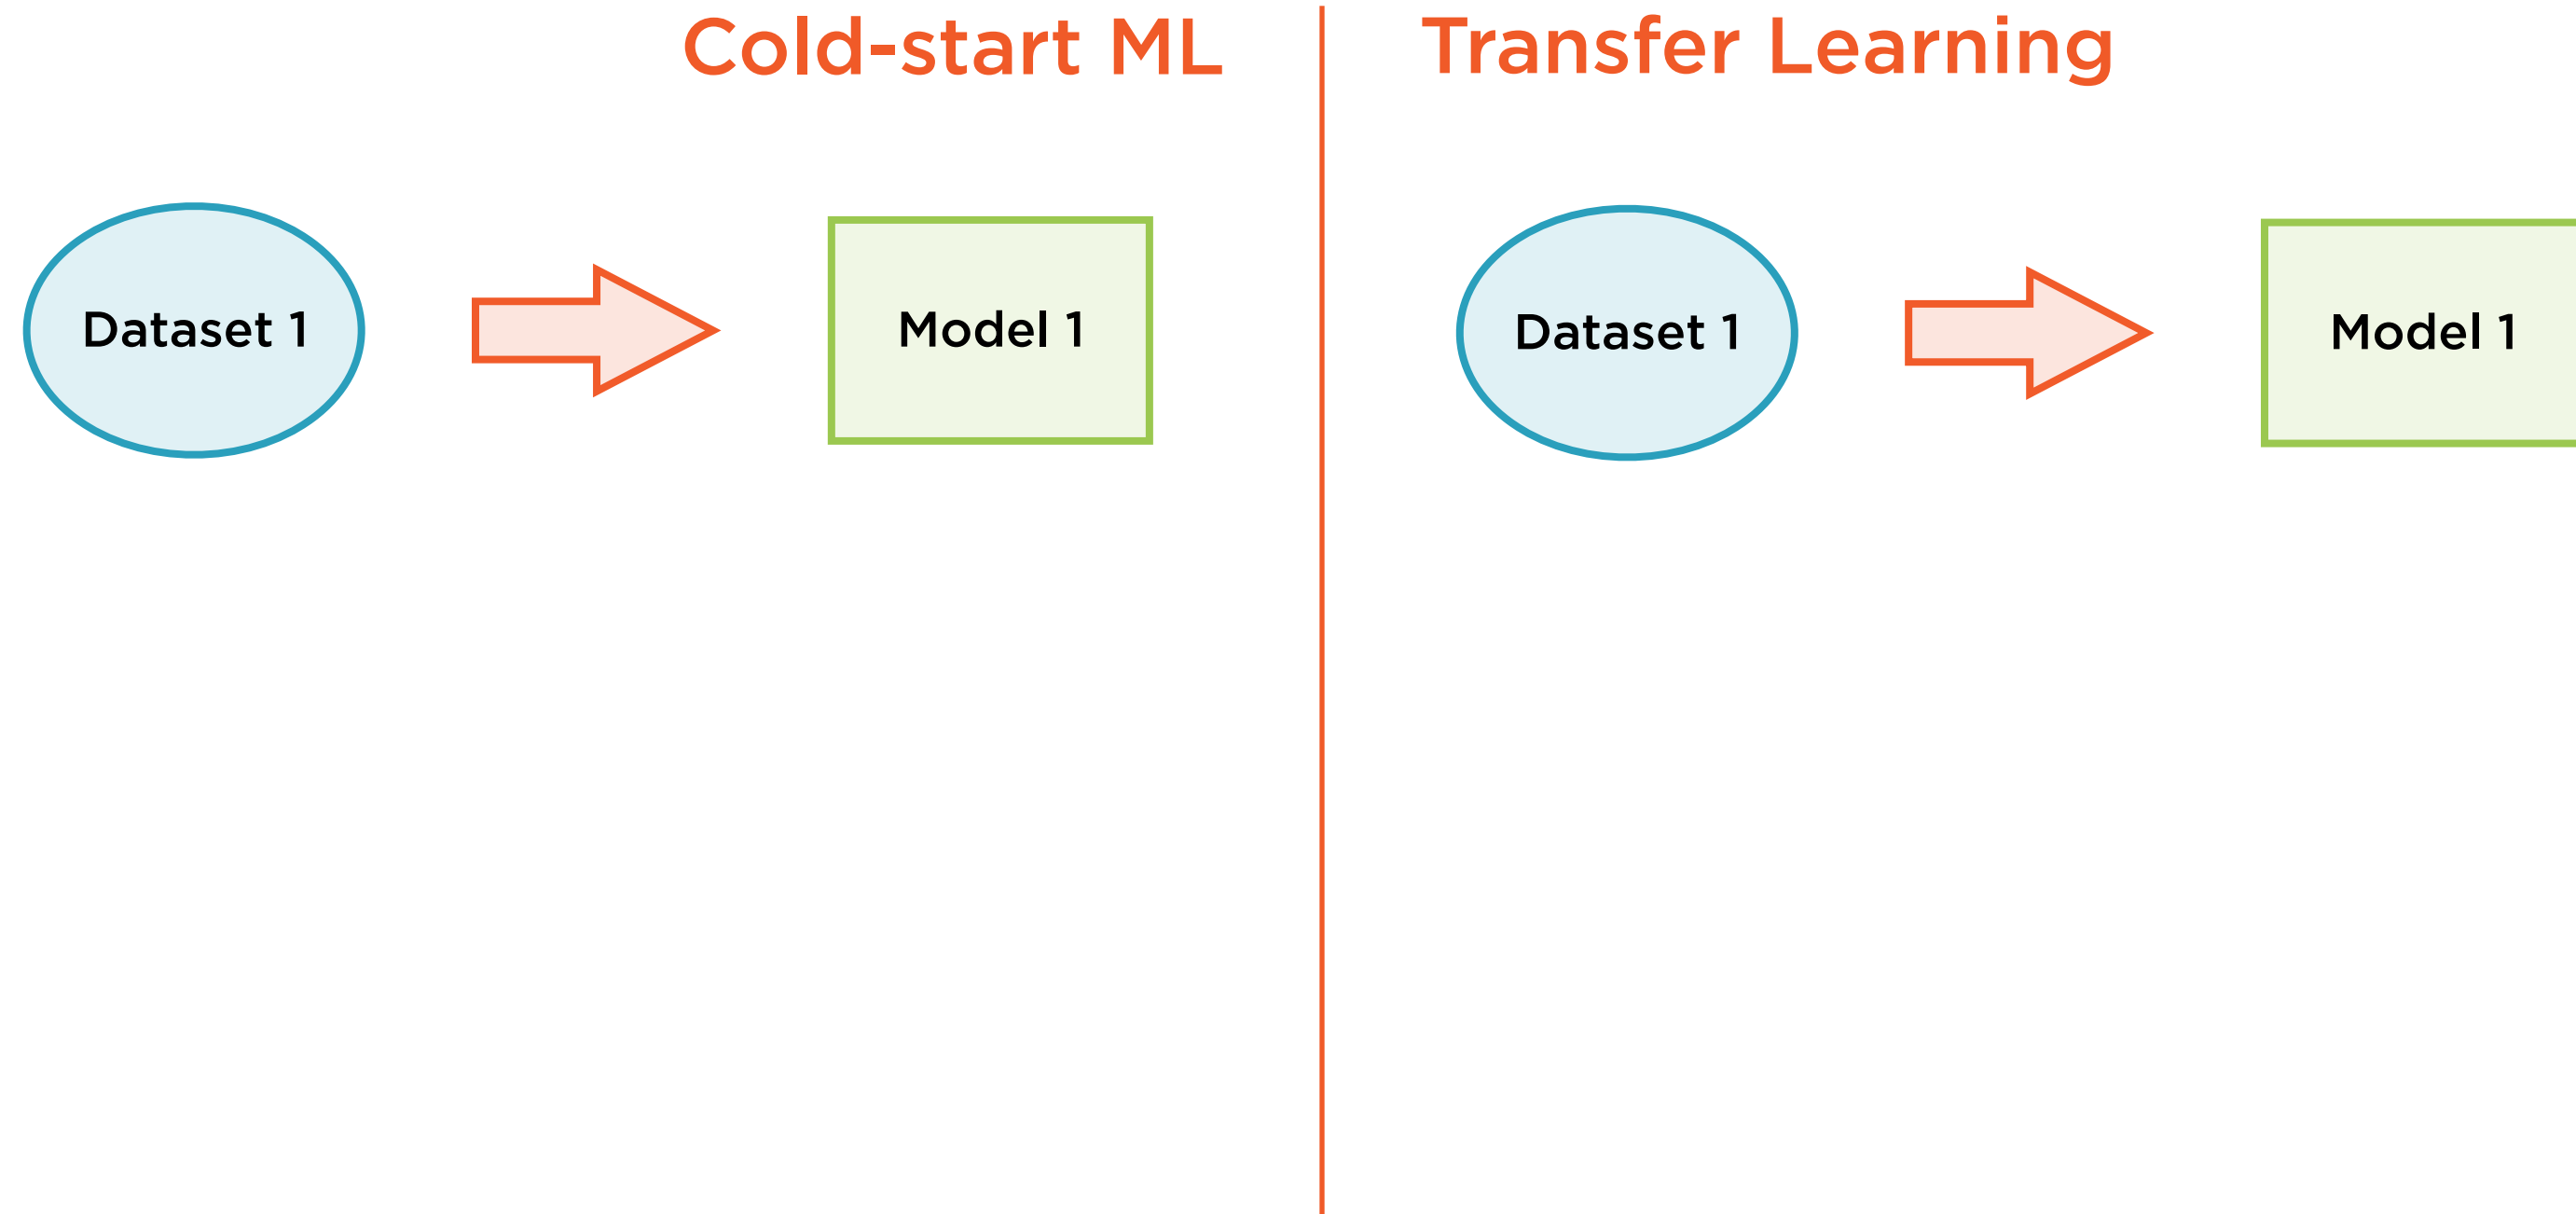 Cold-start ML
Transfer Learning
Dataset 1
Model 1
Dataset 1
Model 1